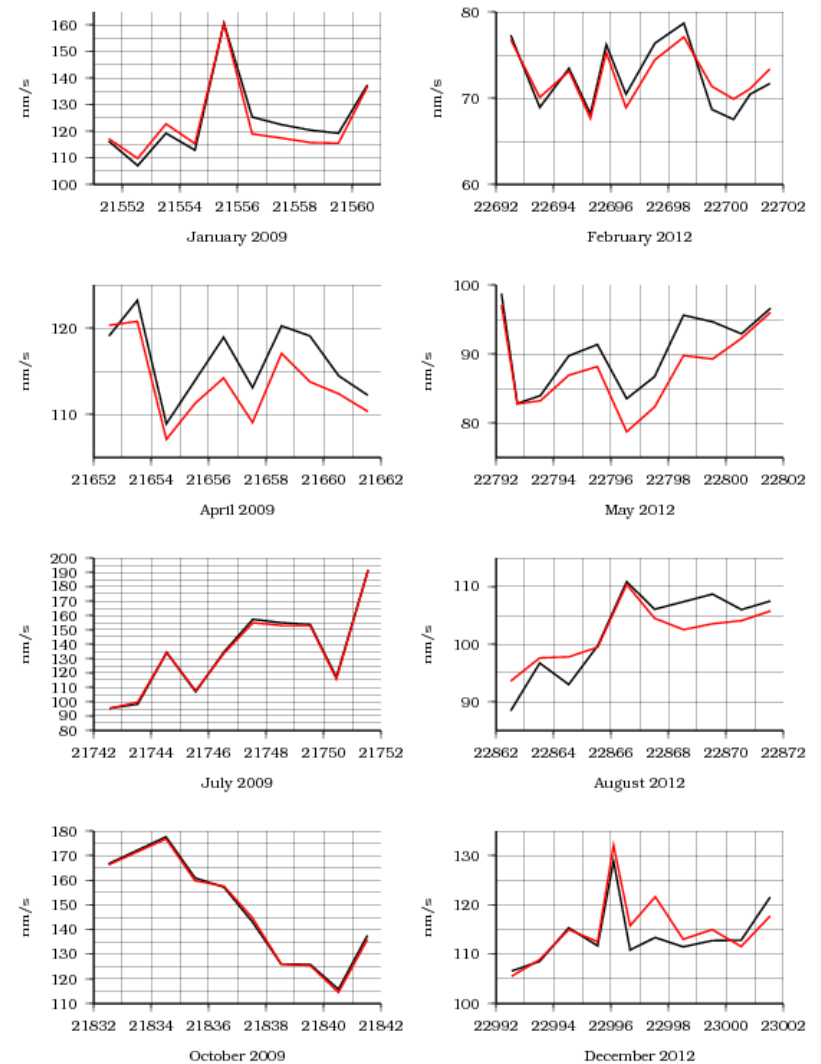 160
150
140
130
120
110
100
nm/s
21552 21554 21556 21558 21560
January 2009
80
70
60
nm/s
22692 22694 22696 22698 22700 22702
February 2012
120
110
nm/s
21652 21654 21656 21658 21660 21662
April 2009
100
90
80
nm/s
22792 22794 22796 22798 22800 22802
May 2012
200
190
180
170
160
150
140
130
120
110
100
90
80
nm/s
21742 21744 21746 21748 21750 21752
July 2009
110
100
90
nm/s
22862 22864 22866 22868 22870 22872
August 2012
180
170
160
150
140
130
120
110
nm/s
21832 21834 21836 21838 21840 21842
October 2009
130
120
110
100
nm/s
22992 22994 22996 22998 23000 23002
December 2012